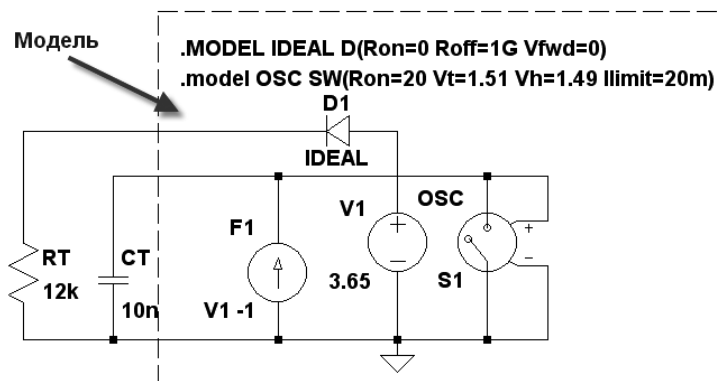 Модель
.MODEL IDEAL D(Ron=0 Roff=1G Vfwd=0)
.model OSC SW(Ron=20 Vt=1.51 Vh=1.49 Ilimit=20m)
D1
IDEAL
V1
OSC
F1
+
+
RT
CT
3.65
S1
12k
10n
V1 -1